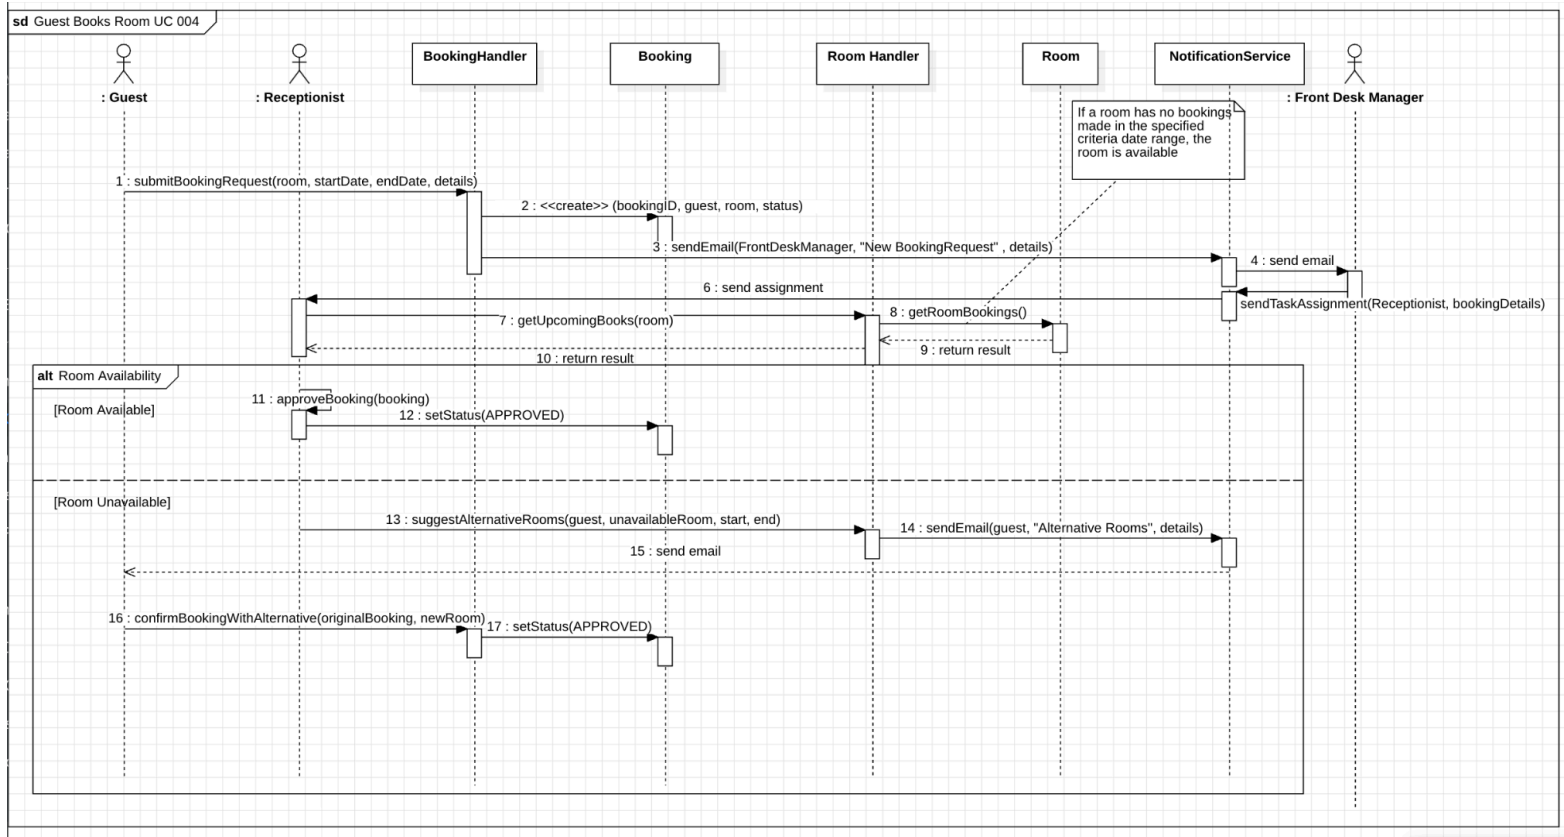 sd Guest Books Room UC 004
: Guest
: Receptionist
BookingHandler
Booking
Room Handler
Room
NotificationService
: Front Desk Manager
If a room has no bookings
made in the specified
criteria date range, the
room is available
1 : submitBookingRequest(room, startDate, endDate, details)
2 : <<create>> (bookingID, guest, room, status)
3 : sendEmail(FrontDeskManager, "New BookingRequest" , details)
4 : send email
sendTaskAssignment(Receptionist, bookingDetails)
6 : send assignment
7 : getUpcomingBooks(room)
8 : getRoomBookings()
9 : return result
10 : return result
alt Room Availability
[Room Available]
11 : approveBooking(booking)
12 : setStatus(APPROVED)
[Room Unavailable]
13 : suggestAlternativeRooms(guest, unavailableRoom, start, end)
14 : sendEmail(guest, "Alternative Rooms", details)
15 : send email
16 : confirmBookingWithAlternative(originalBooking, newRoom)
17 : setStatus(APPROVED)